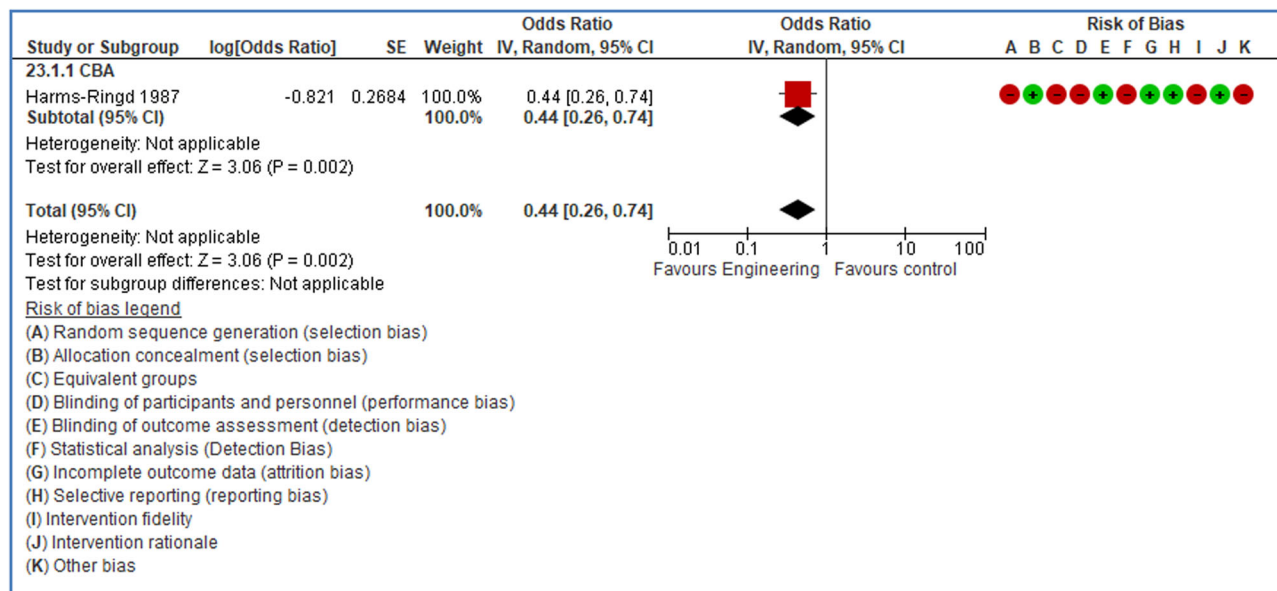 Odds Ratio Odds Ratio Risk of Bias
Study or Subgroup log[Odds Ratio] SE Weight IV, Random, 95% CI IV, Random, 95% CI A B C D E F G H I J K
23.1.1 CBA
Harms-Ringd 1987 -0.821 0.2684 100.0% 0.44 [0.26, 0.74] - + - - + - + + - + -
Subtotal (95% CI) 100.0% 0.44 [0.26, 0.74]
Heterogeneity: Not applicable
Test for overall effect: Z = 3.06 (P = 0.002)
Total (95% CI) 100.0% 0.44 [0.26, 0.74]
Heterogeneity: Not applicable
Test for overall effect: Z = 3.06 (P = 0.002)
Test for subgroup differences: Not applicable
0.01 0.1 1 10 100
Favours Engineering Favours control
Risk of bias legend
(A) Random sequence generation (selection bias)
(B) Allocation concealment (selection bias)
(C) Equivalent groups
(D) Blinding of participants and personnel (performance bias)
(E) Blinding of outcome assessment (detection bias)
(F) Statistical analysis (Detection Bias)
(G) Incomplete outcome data (attrition bias)
(H) Selective reporting (reporting bias)
(I) Intervention fidelity
(J) Intervention rationale
(K) Other bias